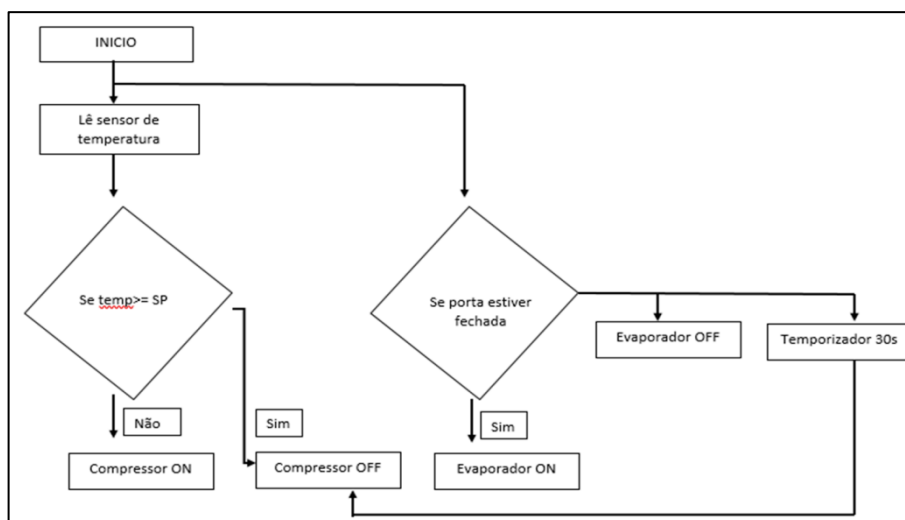 INICIO
Lê sensor de
temperatura
Se temp>= SP
Se porta estiver
fechada
Evaporador OFF
Temporizador 30s
Não
Sim
Sim
Compressor ON
Compressor OFF
Evaporador ON